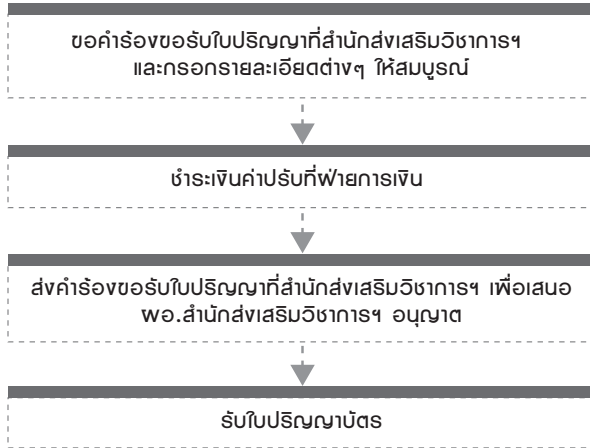 ขอคำร้องขอรับใบปริญญาที่สำนักส่งเสริมวิชาการฯ
และกรอกรายละเอียดต่างๆ ให้สมบูรณ์
ชำระเงินค่าปรับที่ฝ่ายการเงิน
ส่งคำร้องขอรับใบปริญญาที่สำนักส่งเสริมวิชาการฯ เพื่อเสนอ
ผอ.สำนักส่งเสริมวิชาการฯ อนุญาต
รับใบปริญญาบัตร